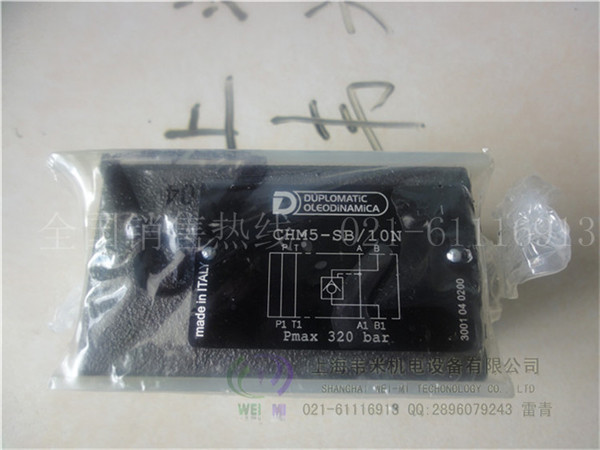 DUPLOMATIC
OLEODINAMICA
CHM5-SB/10N
P T A B
P1 T1 A1 B1
Pmax 320 bar
made in ITALY
3001 04 0200
104
全国销售热线 021-61116913
上海韦米机电设备有限公司
SHANGHAI WEI-MI TECHONOLOGY CO., LTD
WEI MI
021-61116913 QQ:2896079243 雷青